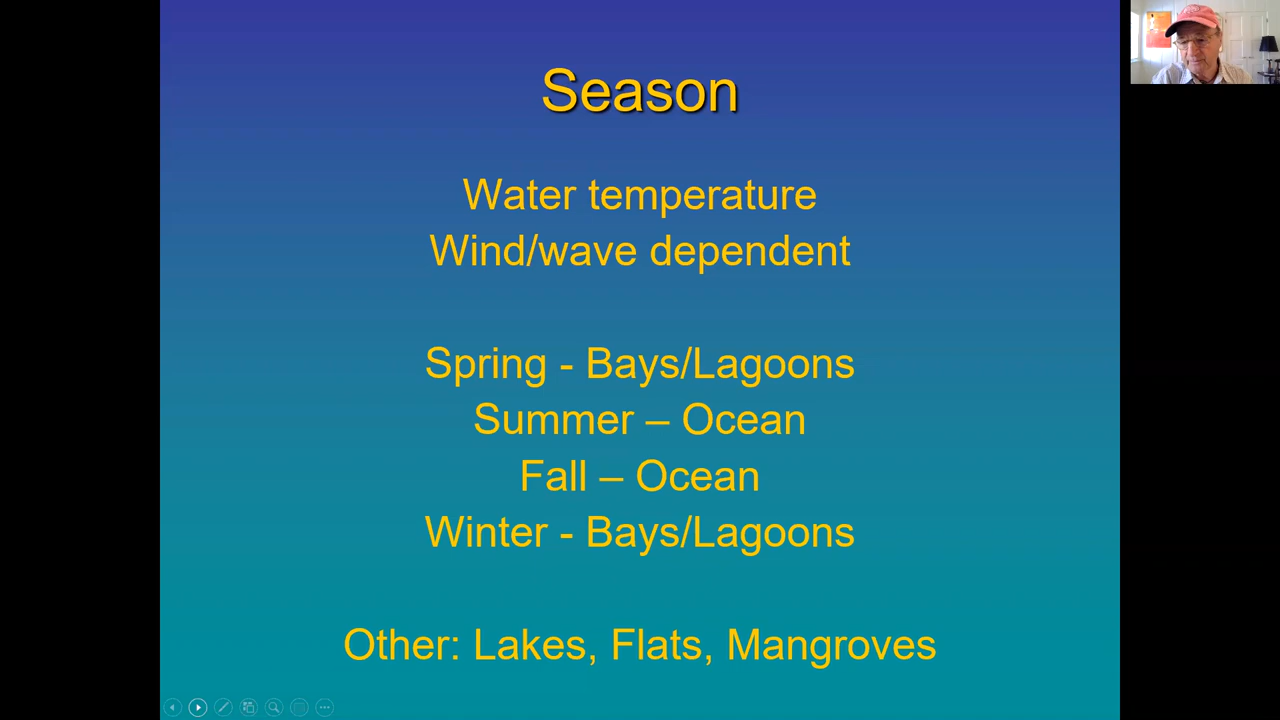 Season
Water temperature
Wind/wave dependent
Spring - Bays/Lagoons
Summer – Ocean
Fall – Ocean
Winter - Bays/Lagoons
Other: Lakes, Flats, Mangroves